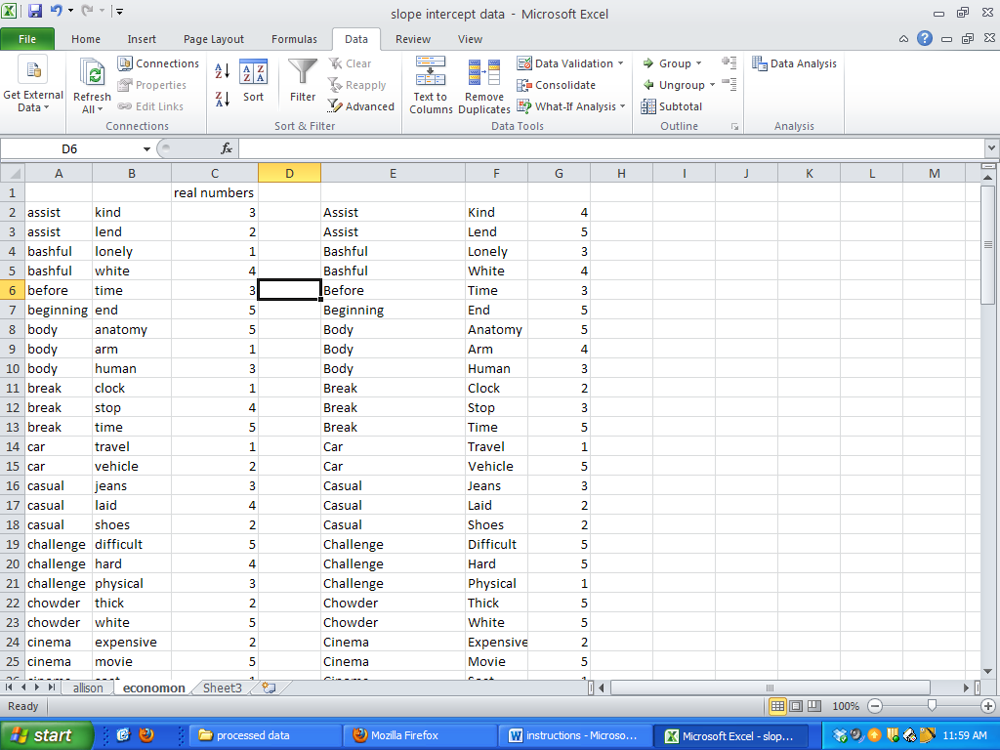 slope intercept data - Microsoft Excel
File Home Insert Page Layout Formulas Data Review View
Get External Data
Refresh All
Connections
Properties
Edit Links
Connections
Sort
Filter
Clear
Reapply
Advanced
Sort & Filter
Text to Columns
Remove Duplicates
Data Validation
Consolidate
What-If Analysis
Data Tools
Group
Ungroup
Subtotal
Outline
Data Analysis
Analysis
D6 fx
A B C D E F G H I J K L M
1 real numbers
2 assist kind 3 Assist Kind 4
3 assist lend 2 Assist Lend 5
4 bashful lonely 1 Bashful Lonely 3
5 bashful white 4 Bashful White 4
6 before time 3 Before Time 3
7 beginning end 5 Beginning End 5
8 body anatomy 5 Body Anatomy 5
9 body arm 1 Body Arm 4
10 body human 3 Body Human 3
11 break clock 1 Break Clock 2
12 break stop 4 Break Stop 3
13 break time 5 Break Time 5
14 car travel 1 Car Travel 1
15 car vehicle 2 Car Vehicle 5
16 casual jeans 3 Casual Jeans 3
17 casual laid 4 Casual Laid 2
18 casual shoes 2 Casual Shoes 2
19 challenge difficult 5 Challenge Difficult 5
20 challenge hard 4 Challenge Hard 5
21 challenge physical 3 Challenge Physical 1
22 chowder thick 2 Chowder Thick 5
23 chowder white 5 Chowder White 5
24 cinema expensive 2 Cinema Expensive 2
25 cinema movie 5 Cinema Movie 5
allison economon Sheet3
Ready 100%
start processed data Mozilla Firefox instructions - Microso... Microsoft Excel - slop... 11:59 AM